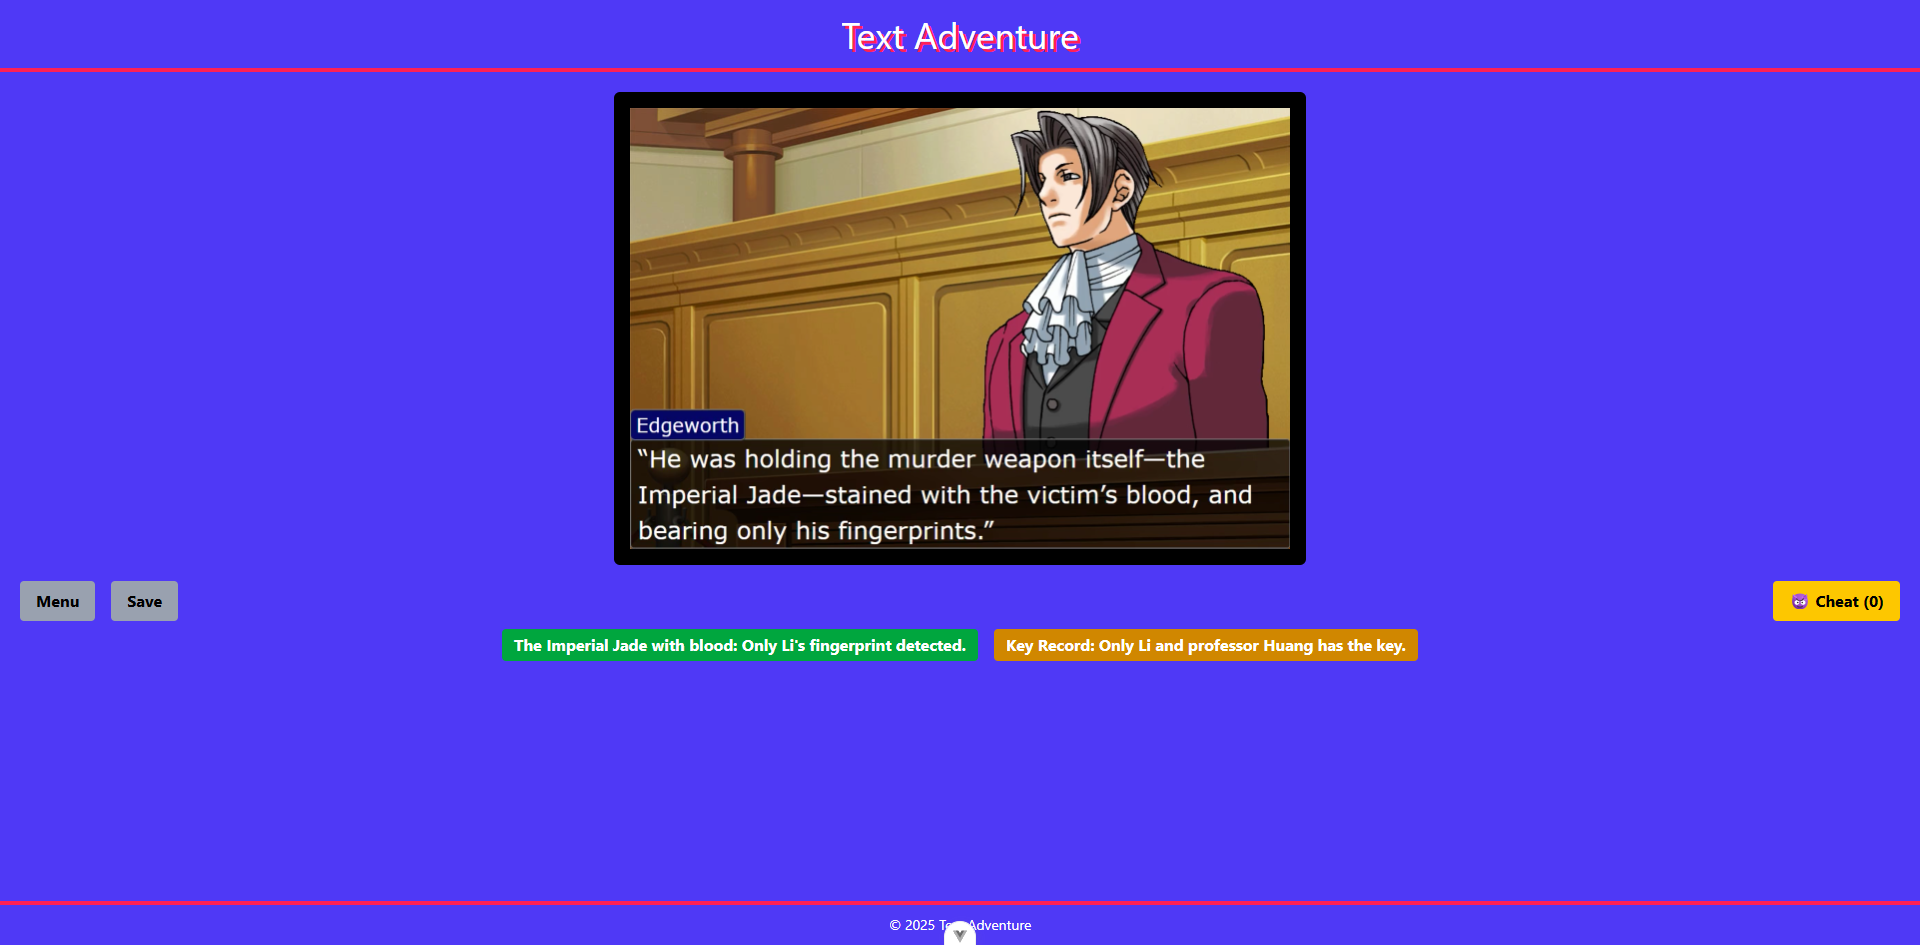 Text Adventure
Edgeworth
“He was holding the murder weapon itself—the
Imperial Jade—stained with the victim’s blood, and
bearing only his fingerprints.”
Menu
Save
😈 Cheat (0)
The Imperial Jade with blood: Only Li's fingerprint detected.
Key Record: Only Li and professor Huang has the key.
© 2025 Text Adventure